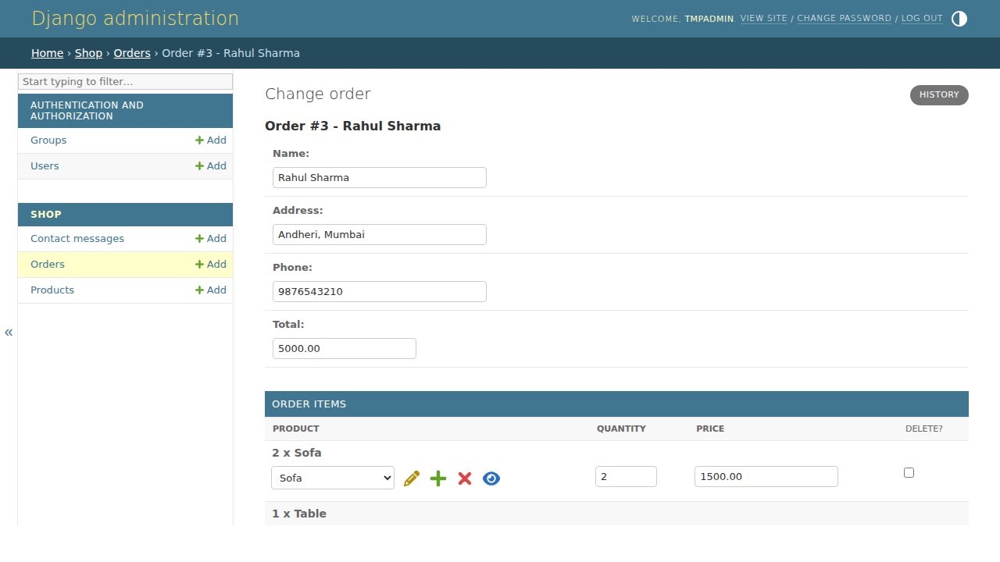 Django administration
WELCOME, TMPADMIN. VIEW SITE / CHANGE PASSWORD / LOG OUT
Home › Shop › Orders › Order #3 - Rahul Sharma
Start typing to filter…
AUTHENTICATION AND
AUTHORIZATION
Groups Add
Users Add
SHOP
Contact messages Add
Orders Add
Products Add
«
Change order
HISTORY
Order #3 - Rahul Sharma
Name:
Rahul Sharma
Address:
Andheri, Mumbai
Phone:
9876543210
Total:
5000.00
ORDER ITEMS
PRODUCT QUANTITY PRICE DELETE?
2 x Sofa
Sofa 2 1500.00
1 x Table